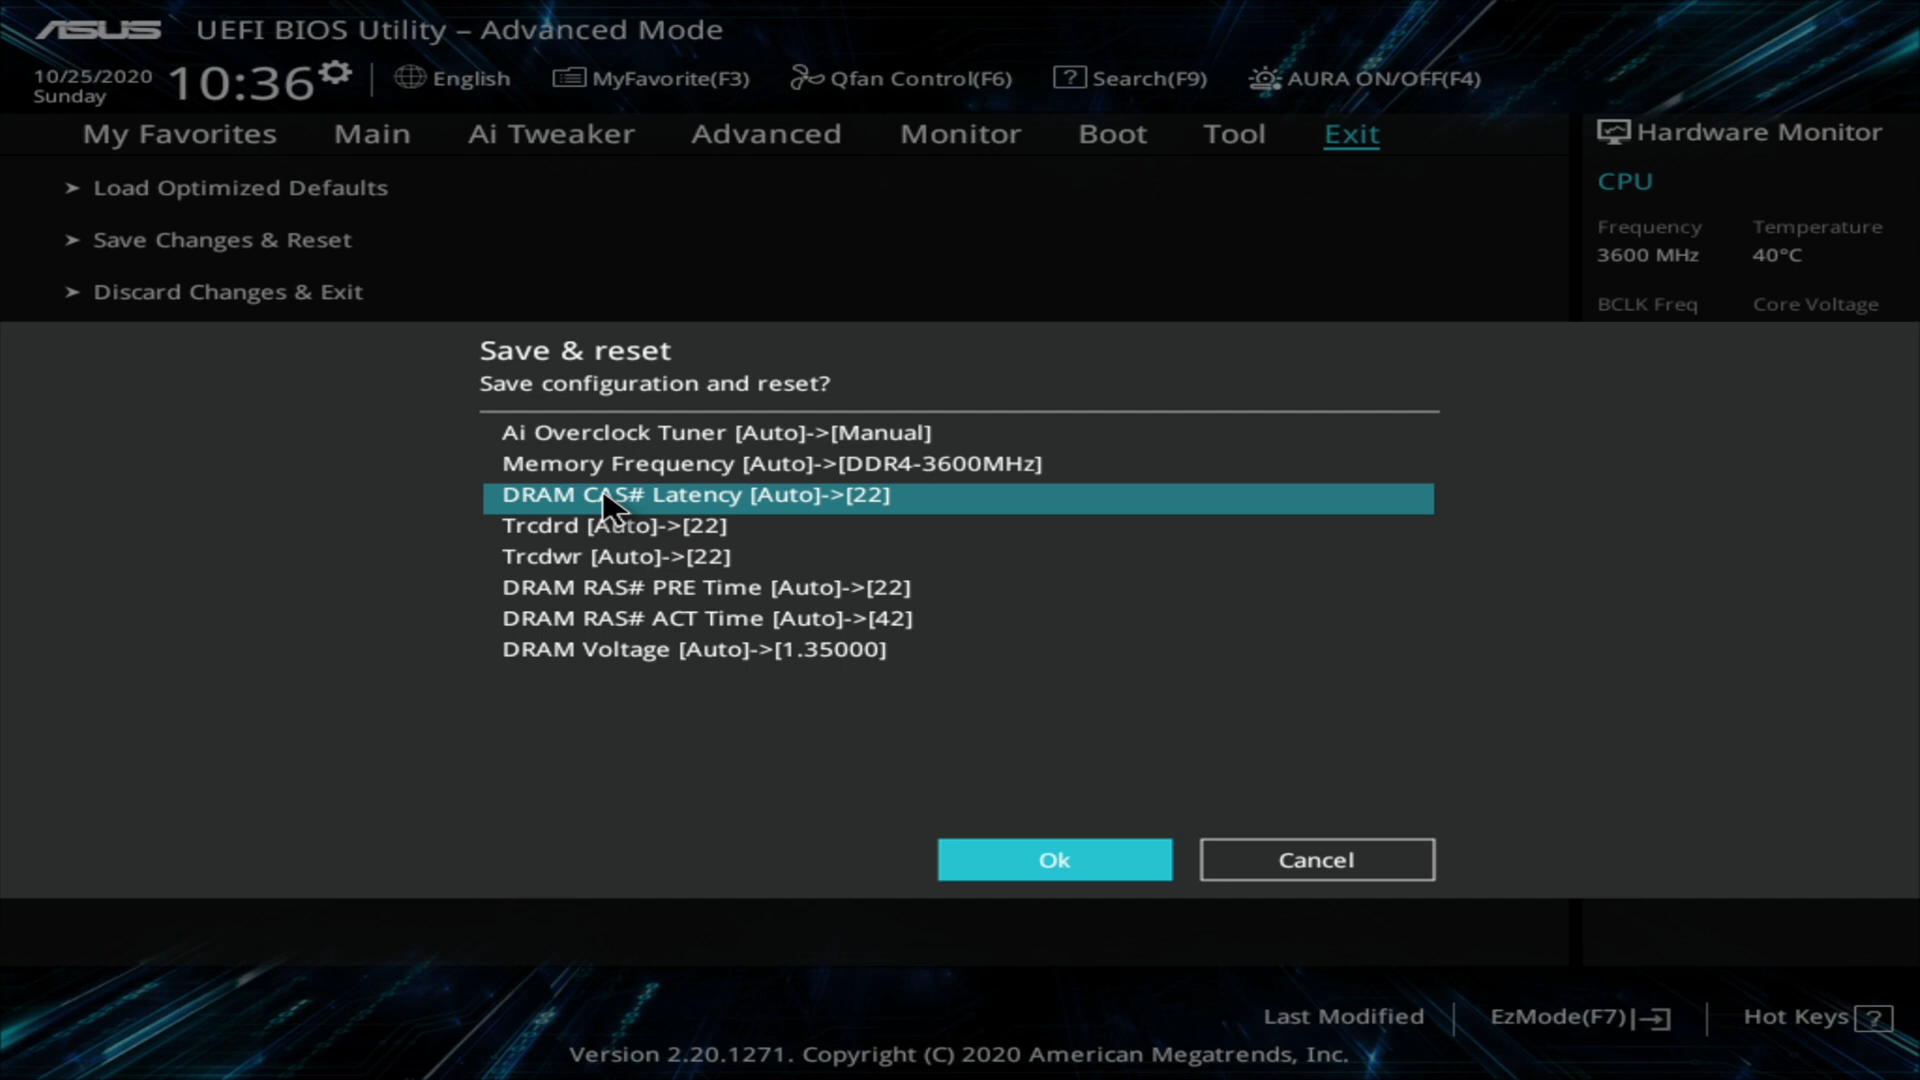 ASUS UEFI BIOS Utility – Advanced Mode
10/25/2020
Sunday
10:36
English MyFavorite(F3) Qfan Control(F6) ? Search(F9) AURA ON/OFF(F4)
My Favorites Main Ai Tweaker Advanced Monitor Boot Tool Exit
Load Optimized Defaults
Save Changes & Reset
Discard Changes & Exit
Hardware Monitor
CPU
Frequency Temperature
3600 MHz 40°C
BCLK Freq Core Voltage
Save & reset
Save configuration and reset?
Ai Overclock Tuner [Auto]->[Manual]
Memory Frequency [Auto]->[DDR4-3600MHz]
DRAM CAS# Latency [Auto]->[22]
Trcdrd [Auto]->[22]
Trcdwr [Auto]->[22]
DRAM RAS# PRE Time [Auto]->[22]
DRAM RAS# ACT Time [Auto]->[42]
DRAM Voltage [Auto]->[1.35000]
Ok Cancel
Last Modified EzMode(F7) Hot Keys ?
Version 2.20.1271. Copyright (C) 2020 American Megatrends, Inc.